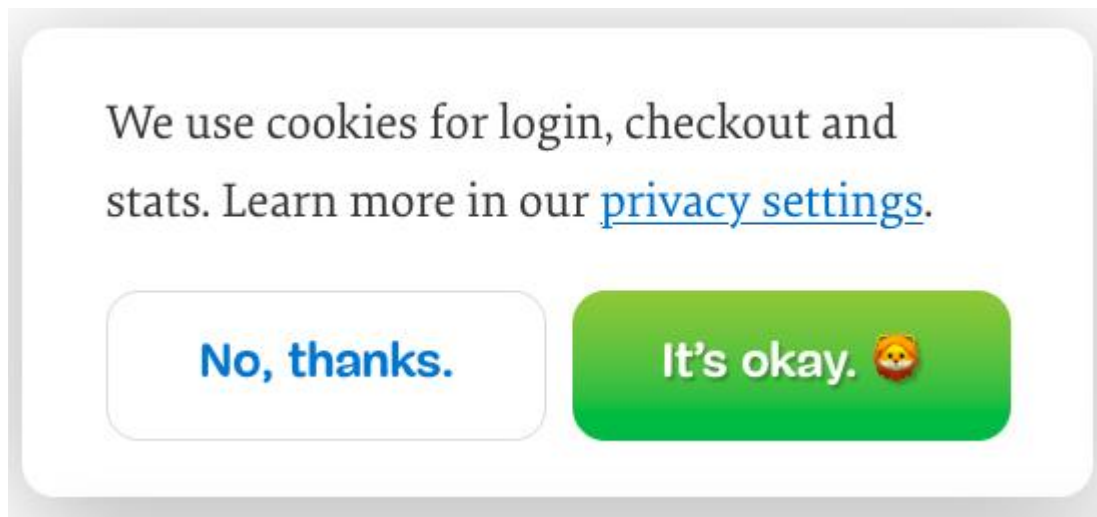 We use cookies for login, checkout and
stats. Learn more in our privacy settings.
No, thanks.
It’s okay.